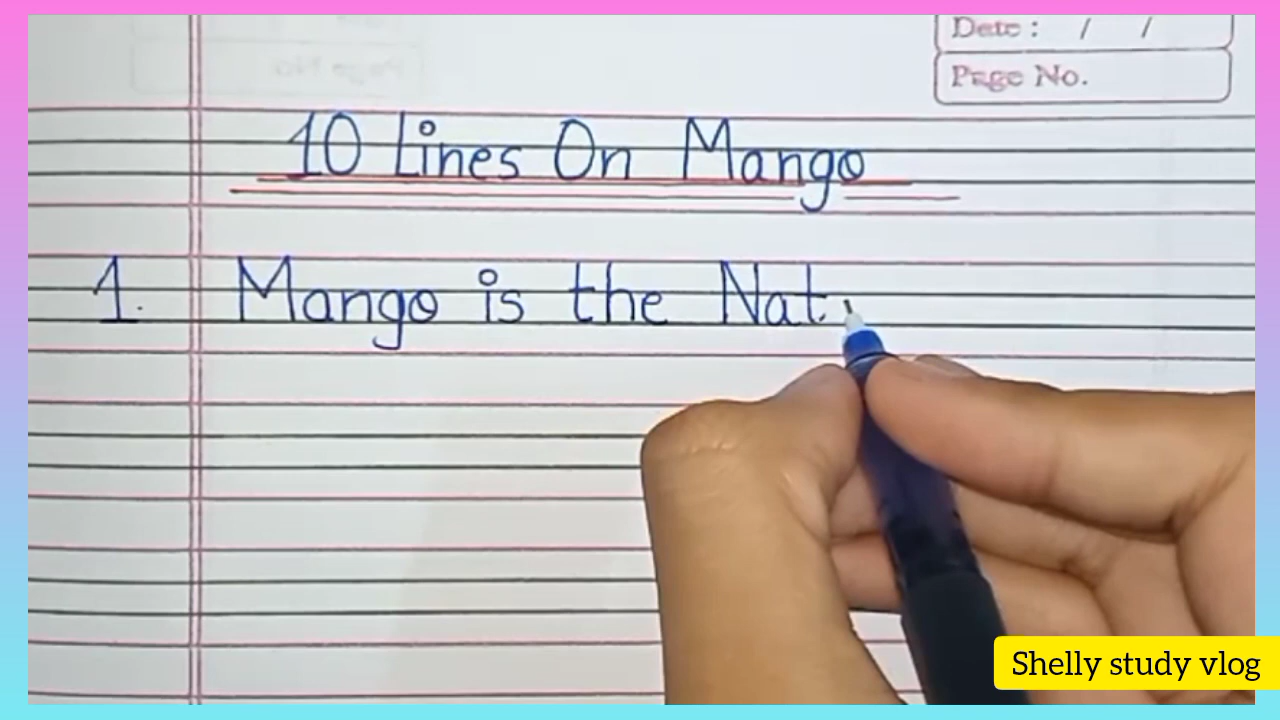 Date : / /
Page No.
10 Lines On Mango
1. Mango is the Nat
Shelly study vlog